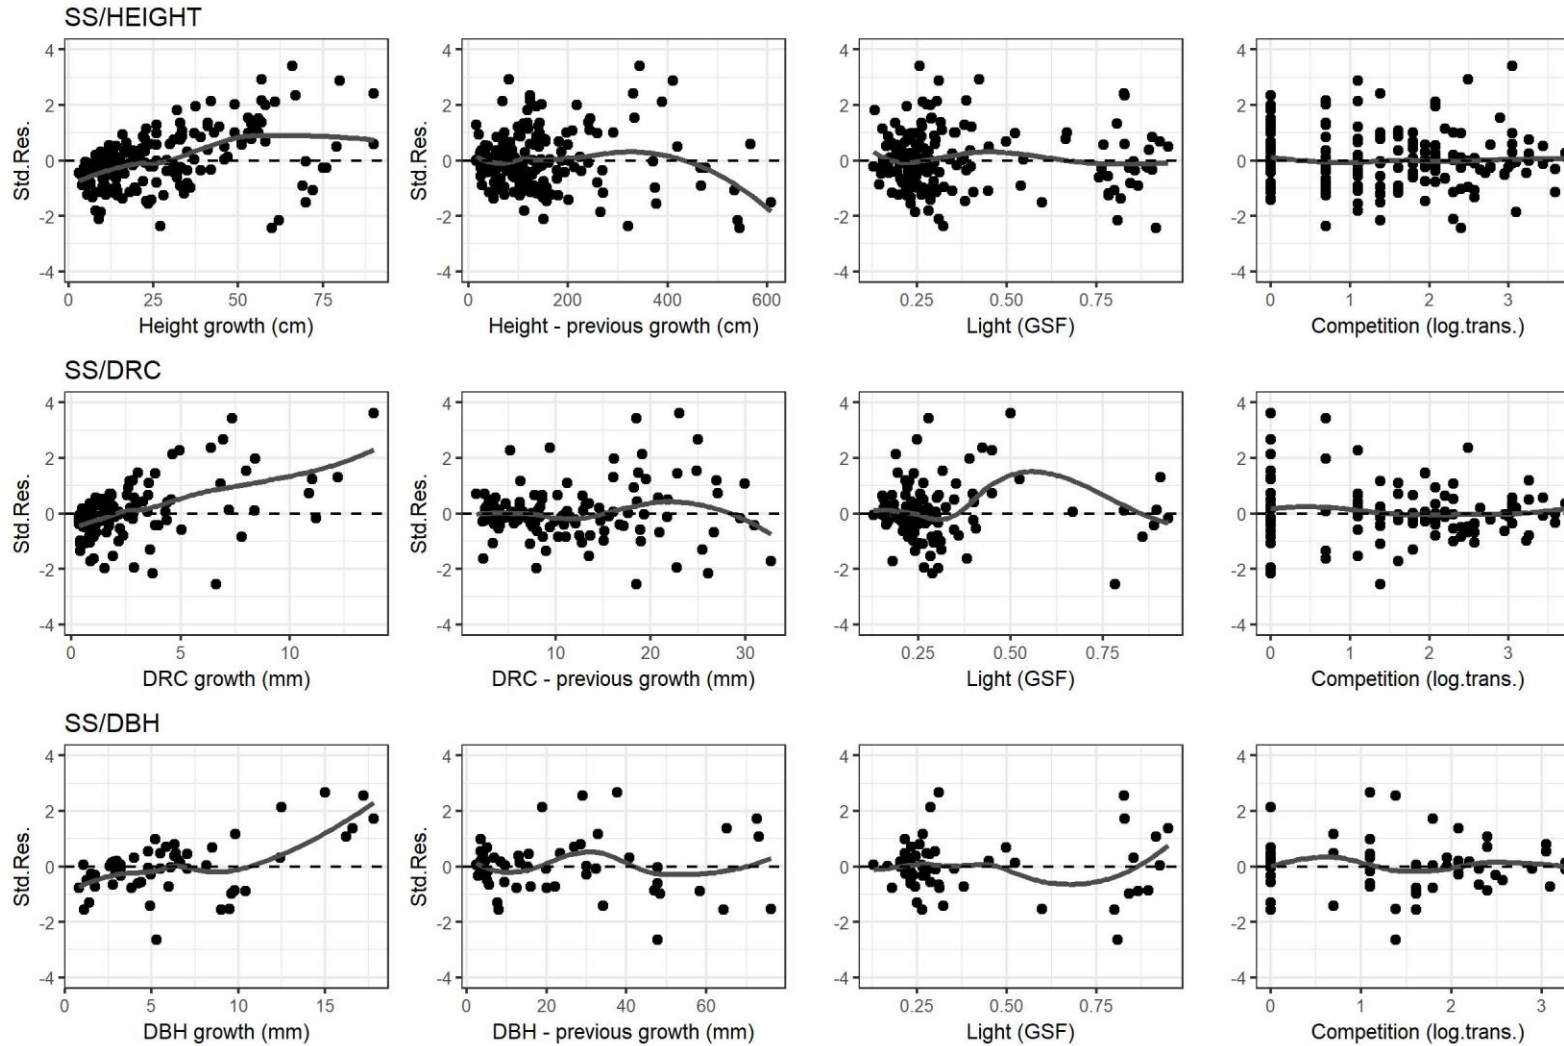 SS/HEIGHT
Std.Res.
4
2
0
-2
-4
0 25 50 75
Height growth (cm)
4
2
0
-2
-4
0 200 400 600
Height - previous growth (cm)
4
2
0
-2
-4
0.25 0.50 0.75
Light (GSF)
4
2
0
-2
-4
0 1 2 3
Competition (log.trans.)
SS/DRC
Std.Res.
4
2
0
-2
-4
0 5 10
DRC growth (mm)
Std.Res.
4
2
0
-2
-4
10 20 30
DRC - previous growth (mm)
4
2
0
-2
-4
0.25 0.50 0.75
Light (GSF)
4
2
0
-2
-4
0 1 2 3
Competition (log.trans.)
SS/DBH
Std.Res.
4
2
0
-2
-4
0 5 10 15
DBH growth (mm)
4
2
0
-2
-4
0 20 40 60
DBH - previous growth (mm)
4
2
0
-2
-4
0.25 0.50 0.75
Light (GSF)
4
2
0
-2
-4
0 1 2 3
Competition (log.trans.)